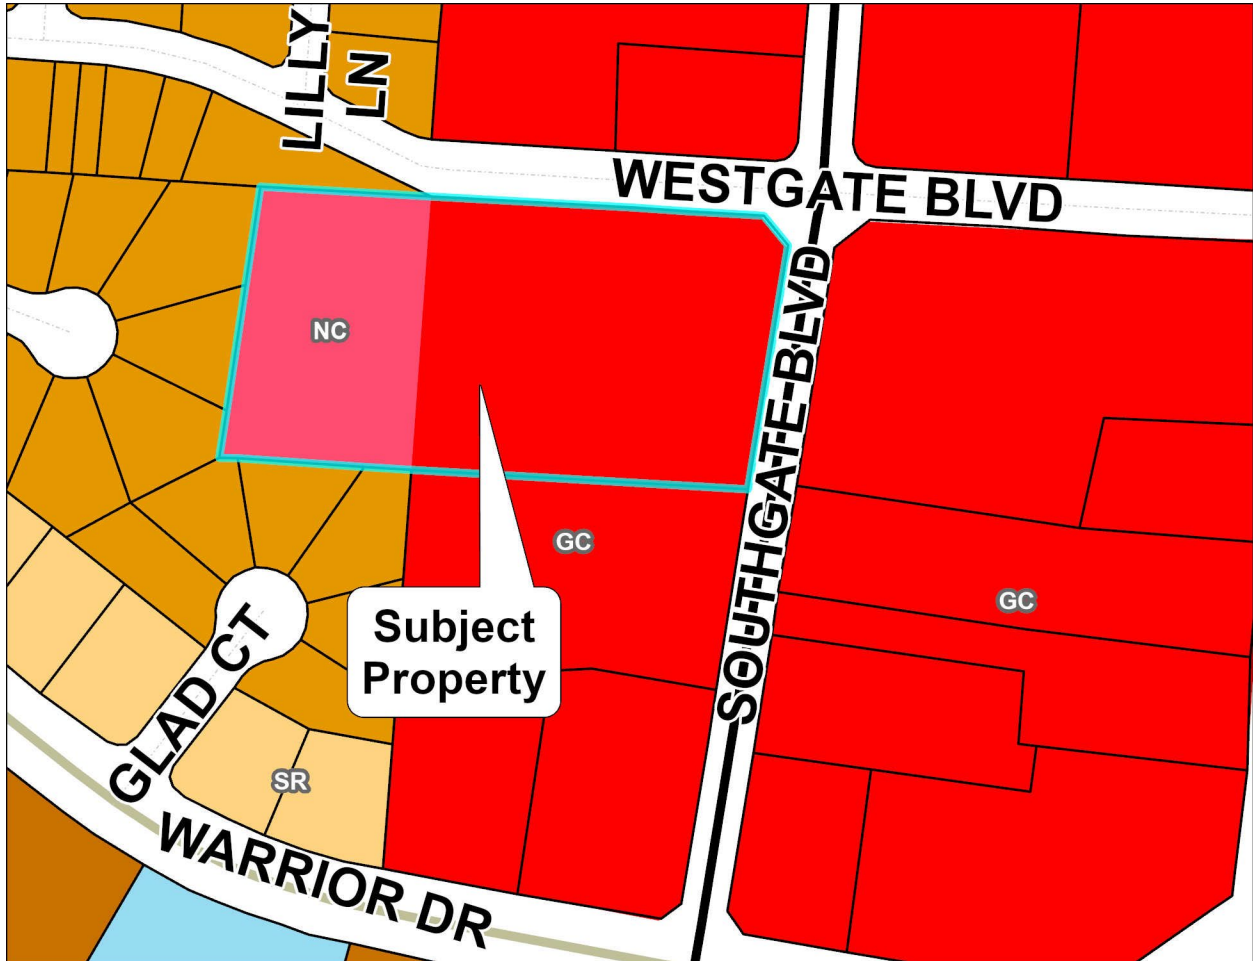 LILLY
LN
WESTGATE BLVD
NC
SOUTHGATE BLVD
GC
GC
Subject
Property
GLAD CT
SR
WARRIOR DR